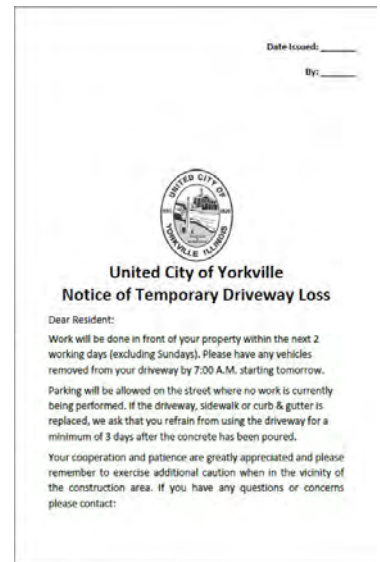 Date Issued: ______
By: ______
UNITED CITY OF
YORKVILLE ILLINOIS
United City of Yorkville
Notice of Temporary Driveway Loss
Dear Resident:
Work will be done in front of your property within the next 2
working days (excluding Sundays). Please have any vehicles
removed from your driveway by 7:00 A.M. starting tomorrow.
Parking will be allowed on the street where no work is currently
being performed. If the driveway, sidewalk or curb & gutter is
replaced, we ask that you refrain from using the driveway for a
minimum of 3 days after the concrete has been poured.
Your cooperation and patience are greatly appreciated and please
remember to exercise additional caution when in the vicinity of
the construction area. If you have any questions or concerns
please contact: